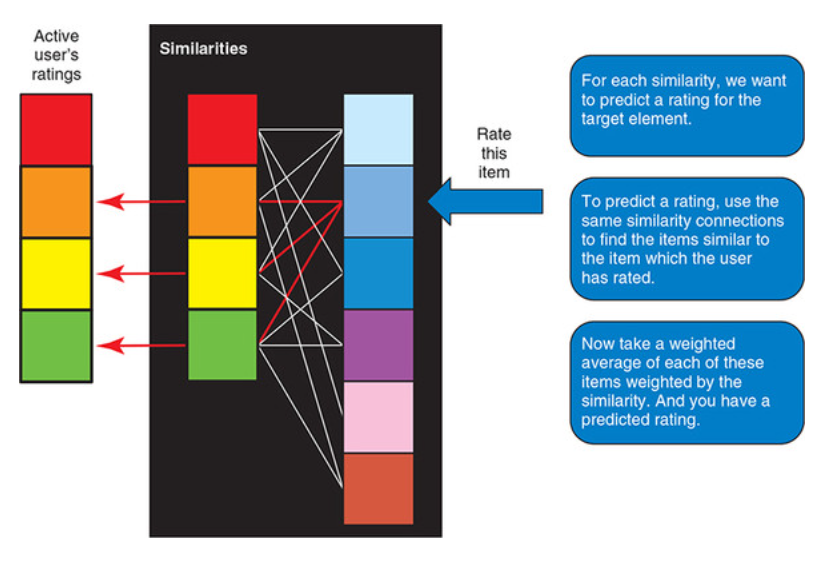 Active
user's
ratings
Similarities
Rate
this
item
For each similarity, we want
to predict a rating for the
target element.
To predict a rating, use the
same similarity connections
to find the items similar to
the item which the user
has rated.
Now take a weighted
average of each of these
items weighted by the
similarity. And you have a
predicted rating.